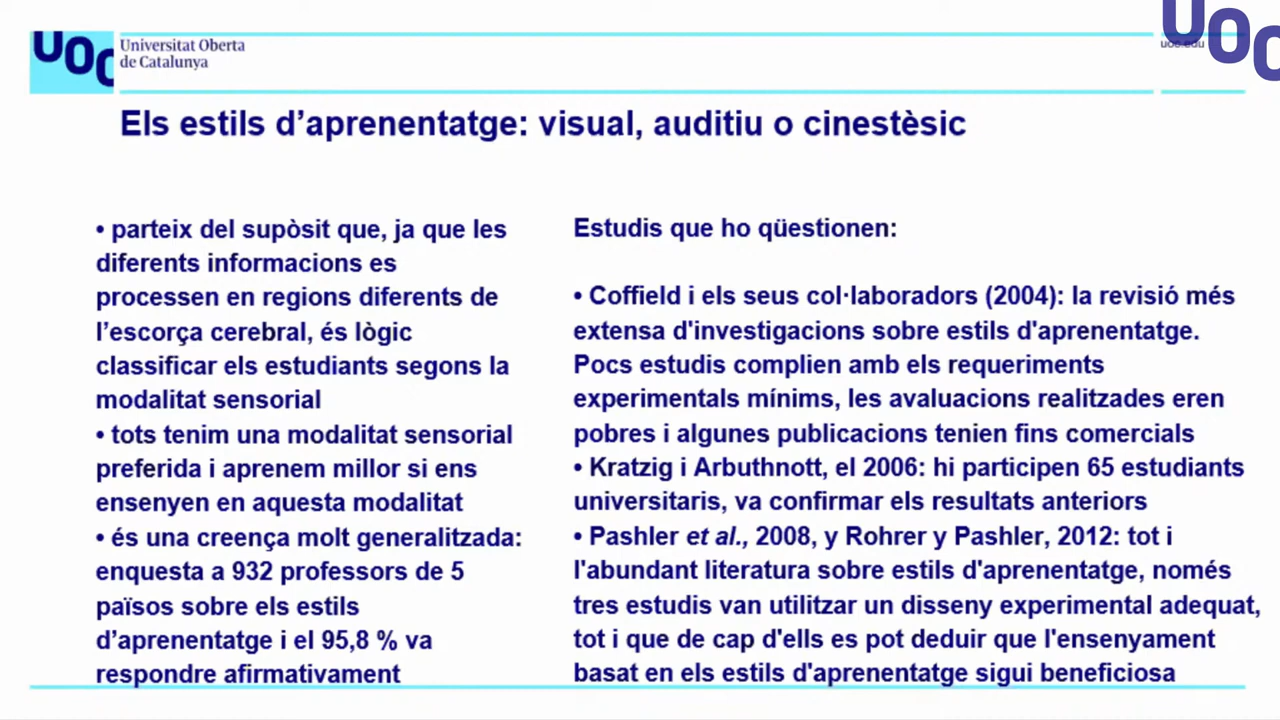 UOC
Universitat Oberta
de Catalunya
uoc.edu
UOC
Els estils d’aprenentatge: visual, auditiu o cinestèsic
• parteix del supòsit que, ja que les
diferents informacions es
processen en regions diferents de
l’escorça cerebral, és lògic
classificar els estudiants segons la
modalitat sensorial
• tots tenim una modalitat sensorial
preferida i aprenem millor si ens
ensenyen en aquesta modalitat
• és una creença molt generalitzada:
enquesta a 932 professors de 5
països sobre els estils
d’aprenentatge i el 95,8 % va
respondre afirmativament
Estudis que ho qüestionen:
• Coffield i els seus col·laboradors (2004): la revisió més
extensa d'investigacions sobre estils d'aprenentatge.
Pocs estudis complien amb els requeriments
experimentals mínims, les avaluacions realitzades eren
pobres i algunes publicacions tenien fins comercials
• Kratzig i Arbuthnott, el 2006: hi participen 65 estudiants
universitaris, va confirmar els resultats anteriors
• Pashler et al., 2008, y Rohrer y Pashler, 2012: tot i
l'abundant literatura sobre estils d'aprenentatge, només
tres estudis van utilitzar un disseny experimental adequat,
tot i que de cap d'ells es pot deduir que l'ensenyament
basat en els estils d'aprenentatge sigui beneficiosa